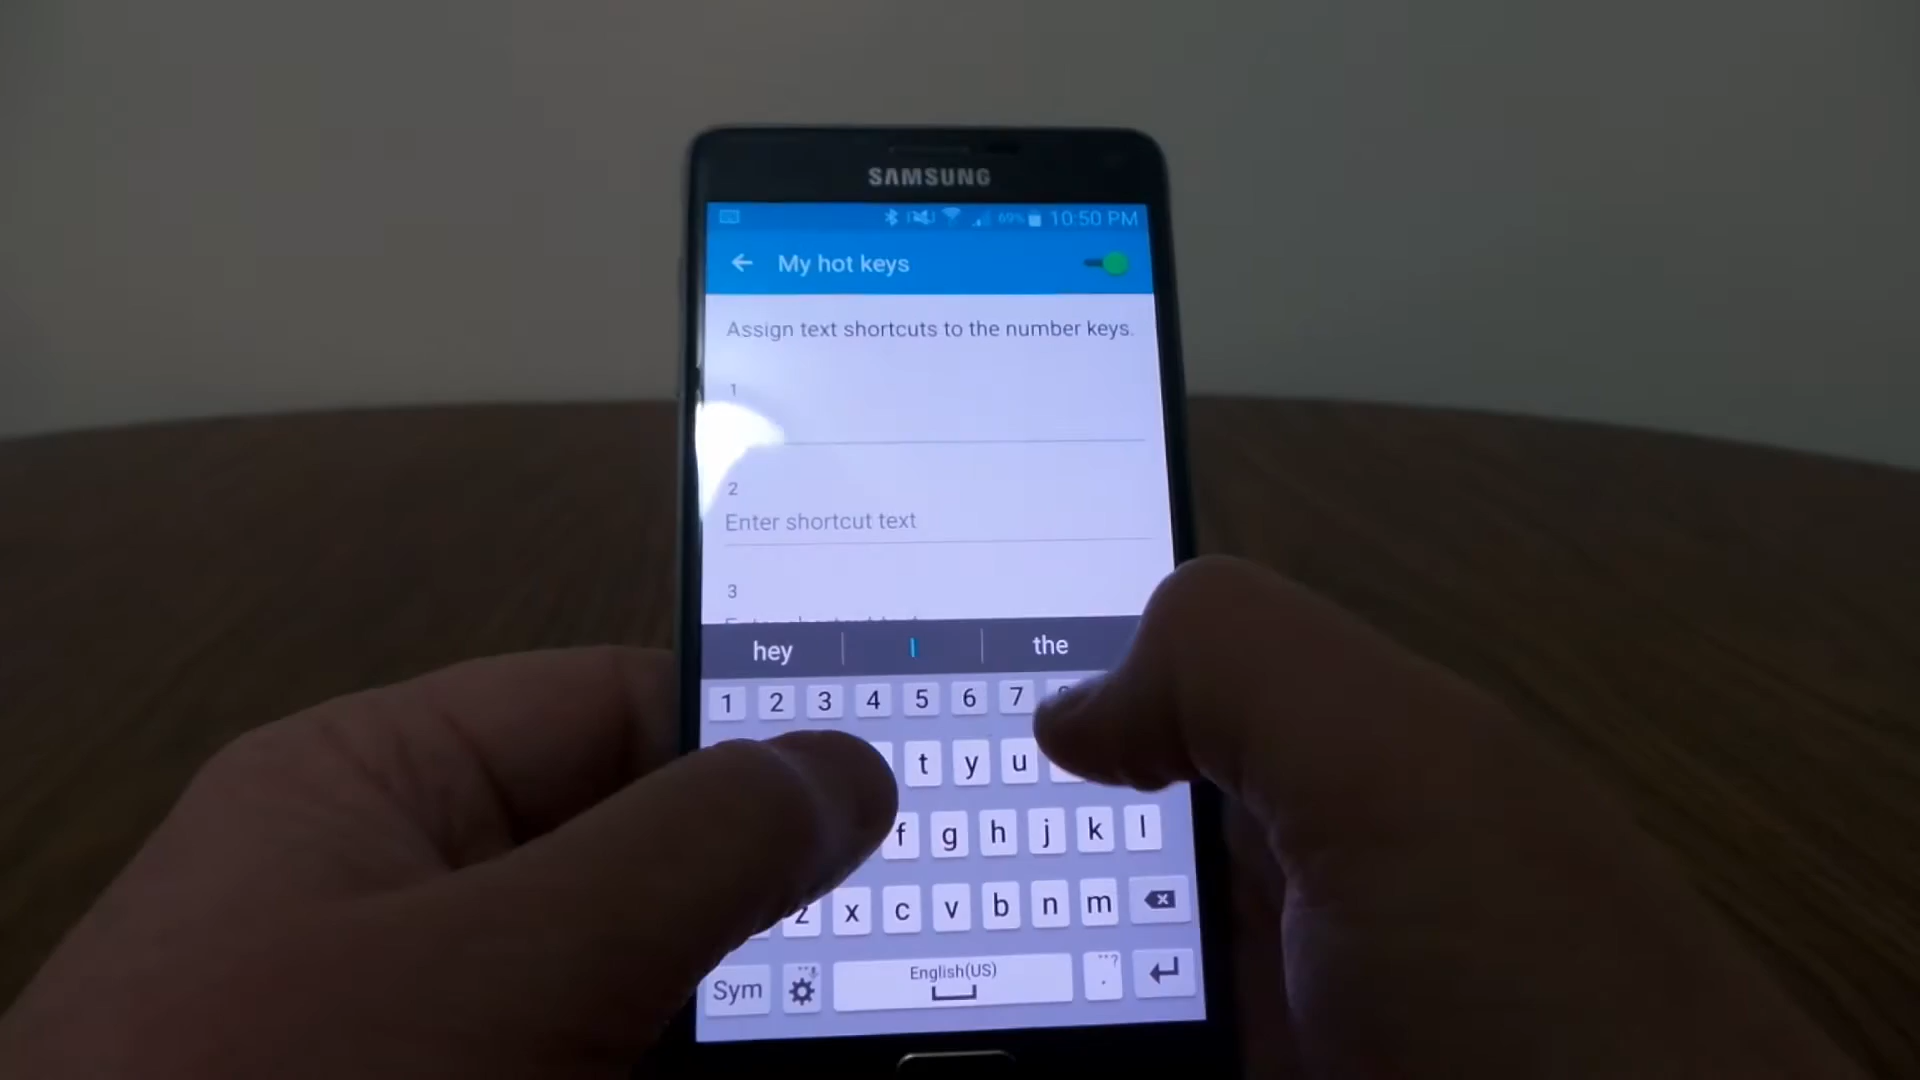 SAMSUNG
69% 10:50 PM
My hot keys
Assign text shortcuts to the number keys.
1
2
Enter shortcut text
3
hey I the
1 2 3 4 5 6 7
t y u
f g h j k l
z x c v b n m
English(US)
Sym . ?